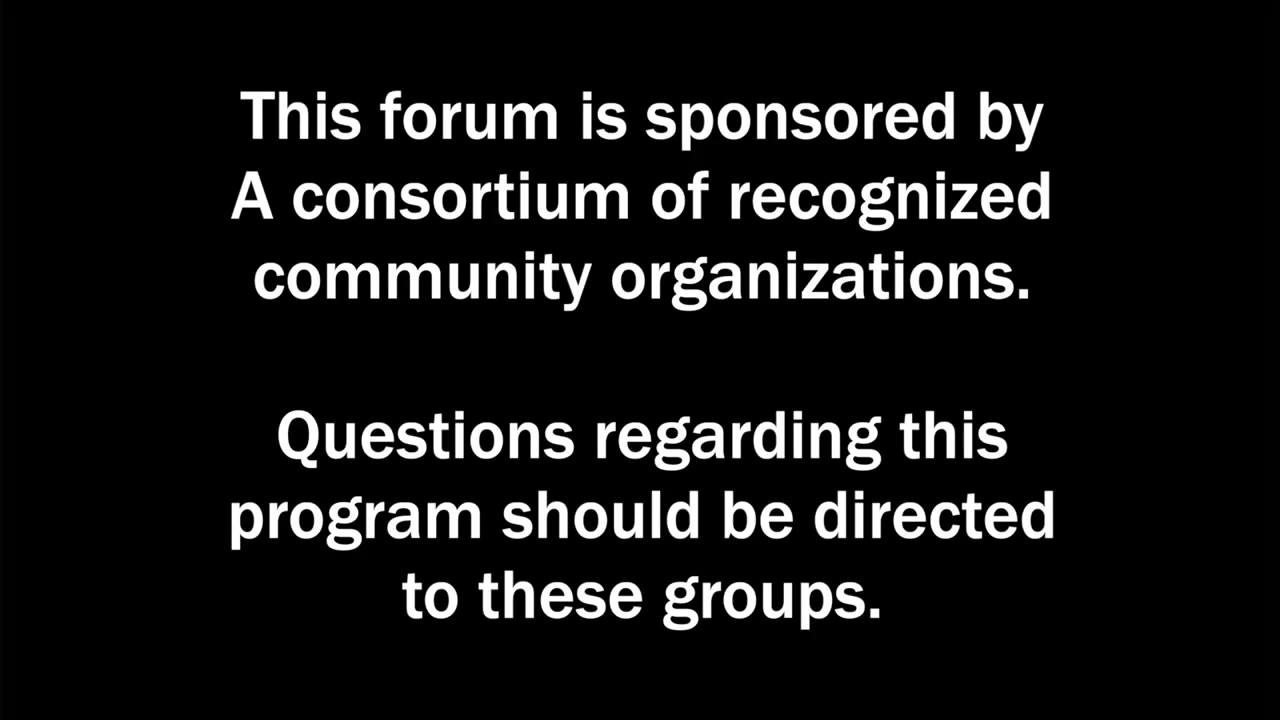 This forum is sponsored by
A consortium of recognized
community organizations.
Questions regarding this
program should be directed
to these groups.